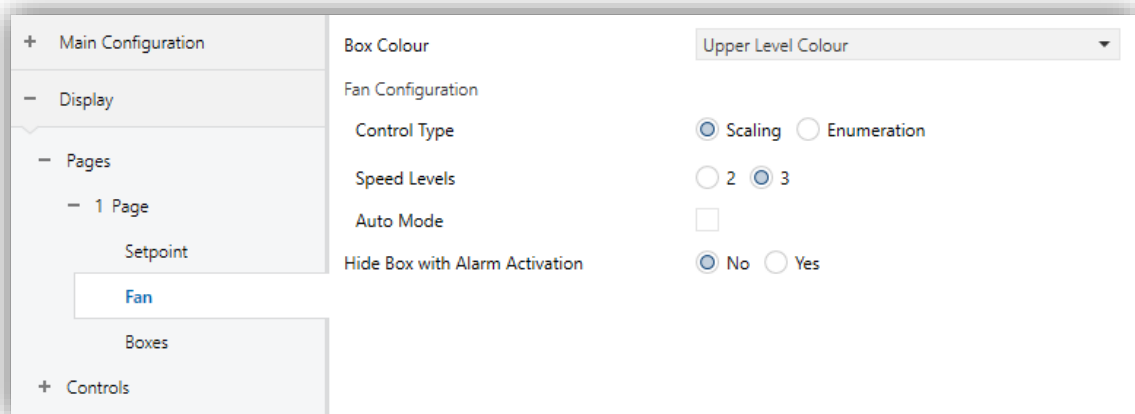 + Main Configuration
− Display
− Pages
− 1 Page
Setpoint
Fan
Boxes
+ Controls
Box Colour Upper Level Colour
Fan Configuration
Control Type Scaling Enumeration
Speed Levels 2 3
Auto Mode
Hide Box with Alarm Activation No Yes